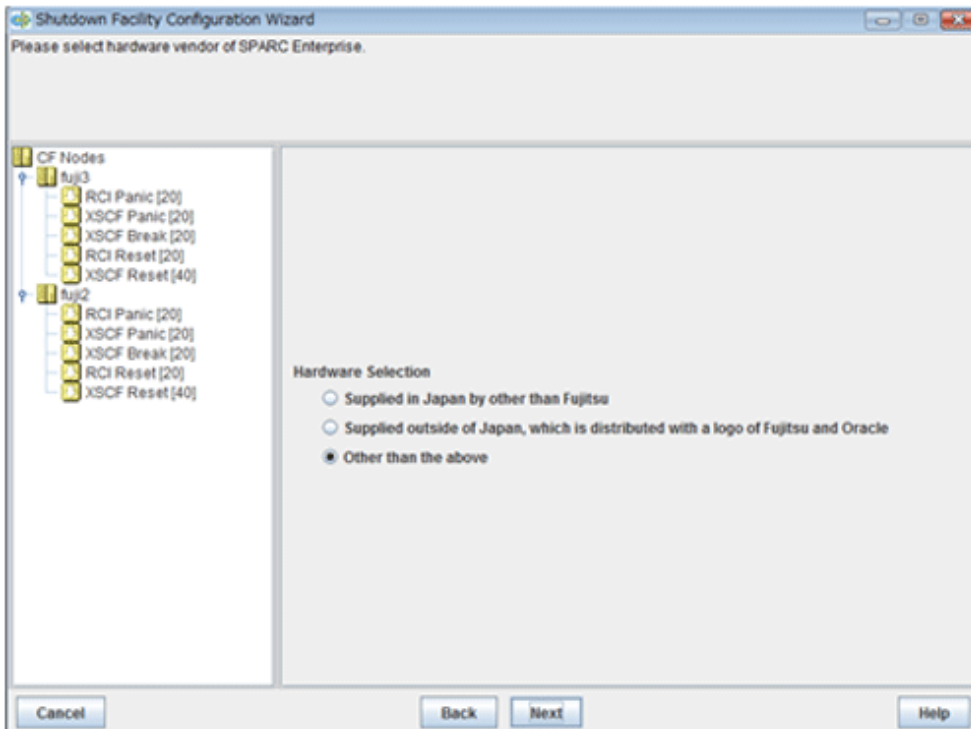 Shutdown Facility Configuration Wizard
Please select hardware vendor of SPARC Enterprise.
CF Nodes
fuji3
RCI Panic [20]
XSCF Panic [20]
XSCF Break [20]
RCI Reset [20]
XSCF Reset [40]
fuji2
RCI Panic [20]
XSCF Panic [20]
XSCF Break [20]
RCI Reset [20]
XSCF Reset [40]
Hardware Selection
Supplied in Japan by other than Fujitsu
Supplied outside of Japan, which is distributed with a logo of Fujitsu and Oracle
Other than the above
Cancel
Back
Next
Help